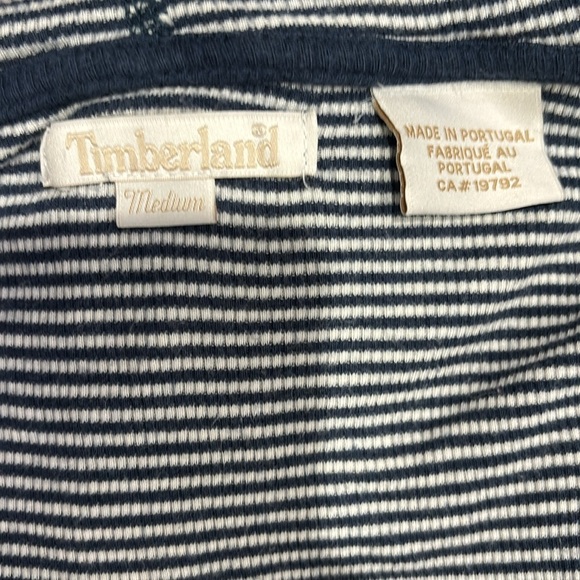 Timberland
Medium
MADE IN PORTUGAL
FABRIQUÉ AU
PORTUGAL
CA#19792